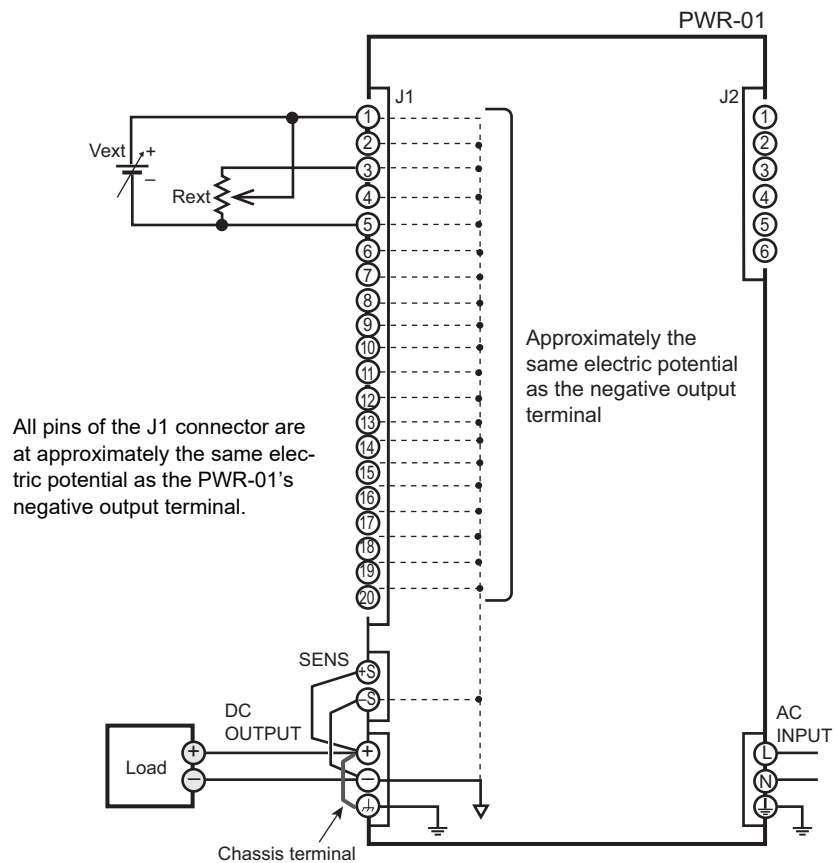 PWR-01
J1
J2
1
2
3
4
5
6
7
8
9
10
11
12
13
14
15
16
17
18
19
20
1
2
3
4
5
6
Vext
+
–
Rext
Approximately the
same electric potential
as the negative output
terminal
All pins of the J1 connector are
at approximately the same elec-
tric potential as the PWR-01's
negative output terminal.
SENS
+S
–S
DC
OUTPUT
Load
+
–
+
–
Chassis terminal
AC
INPUT
L
N